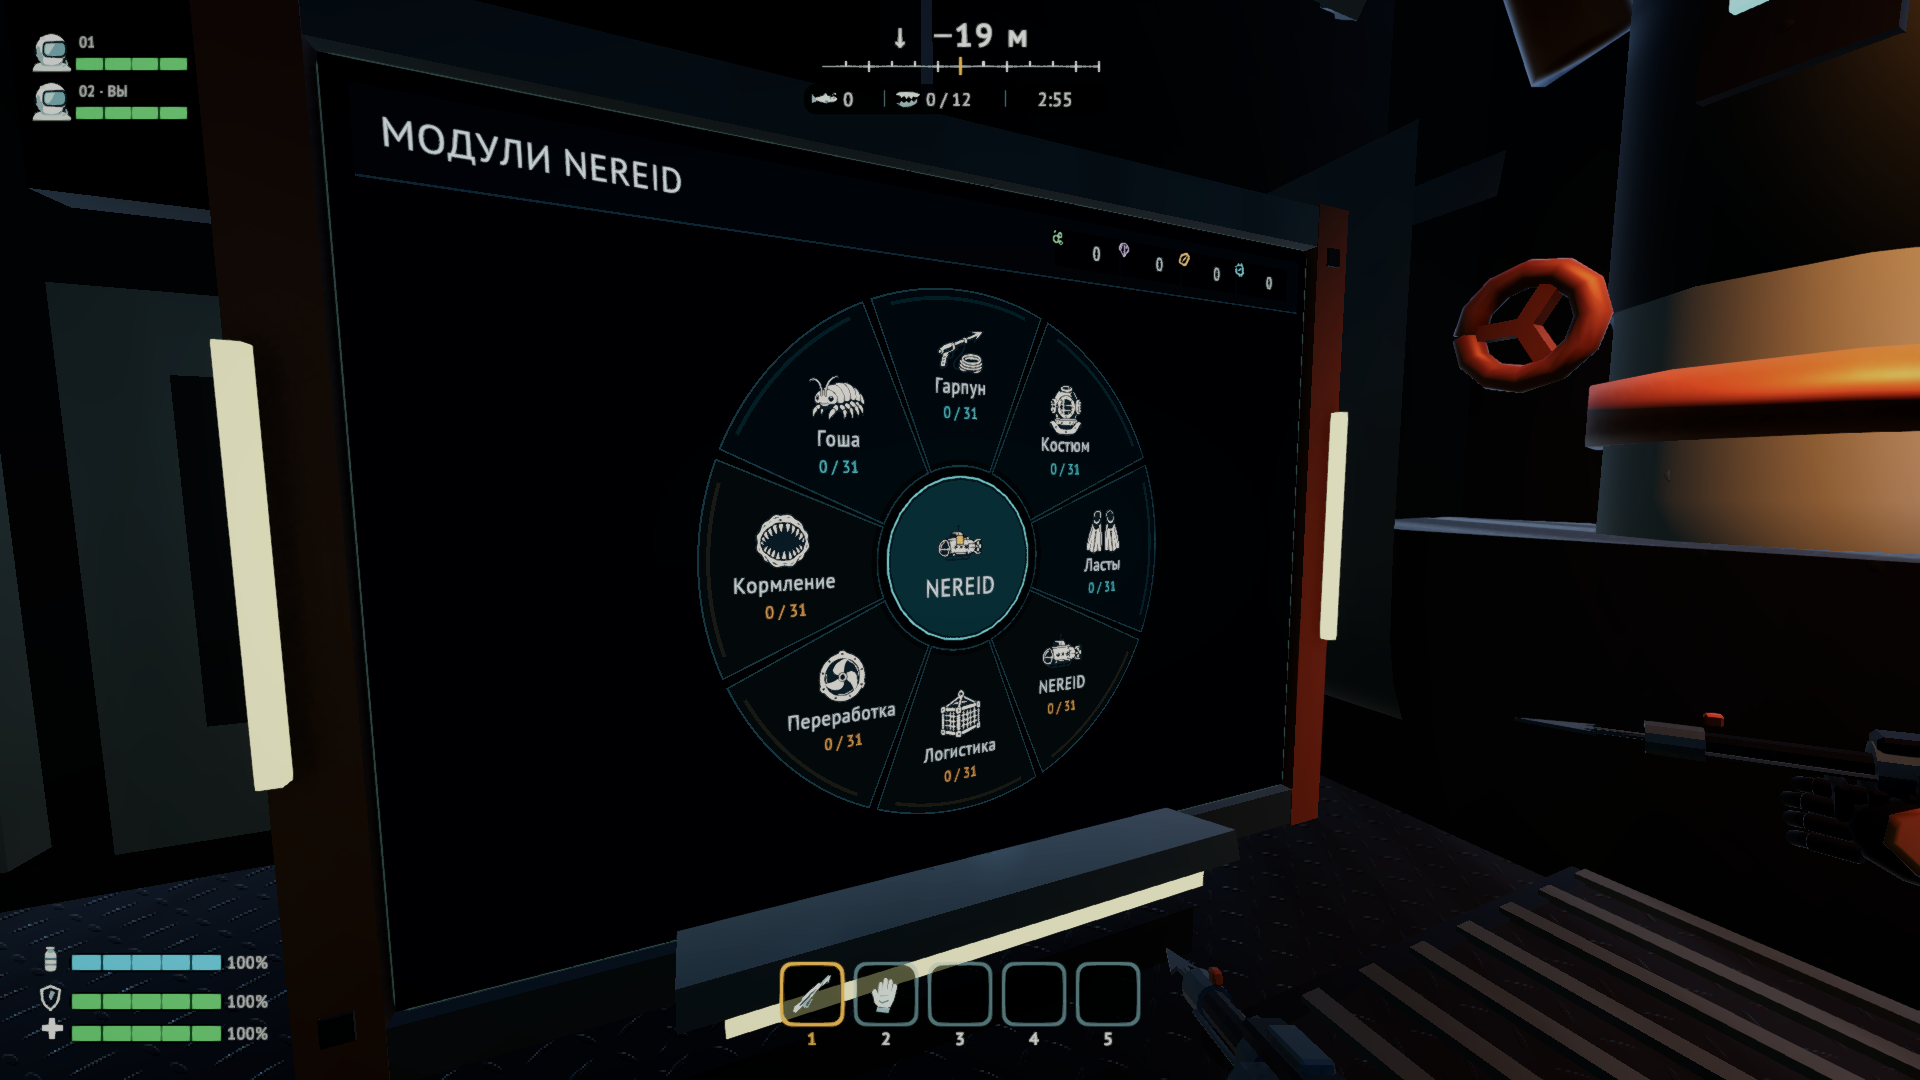 01
02 · ВЫ
−19 м
0
0 / 12
2:55
МОДУЛИ NEREID
0
0
0
0
Гарпун
0 / 31
Костюм
0 / 31
Ласты
0 / 31
NEREID
0 / 31
Логистика
0 / 31
Переработка
0 / 31
Кормление
0 / 31
Гоша
0 / 31
NEREID
100%
100%
100%
1
2
3
4
5